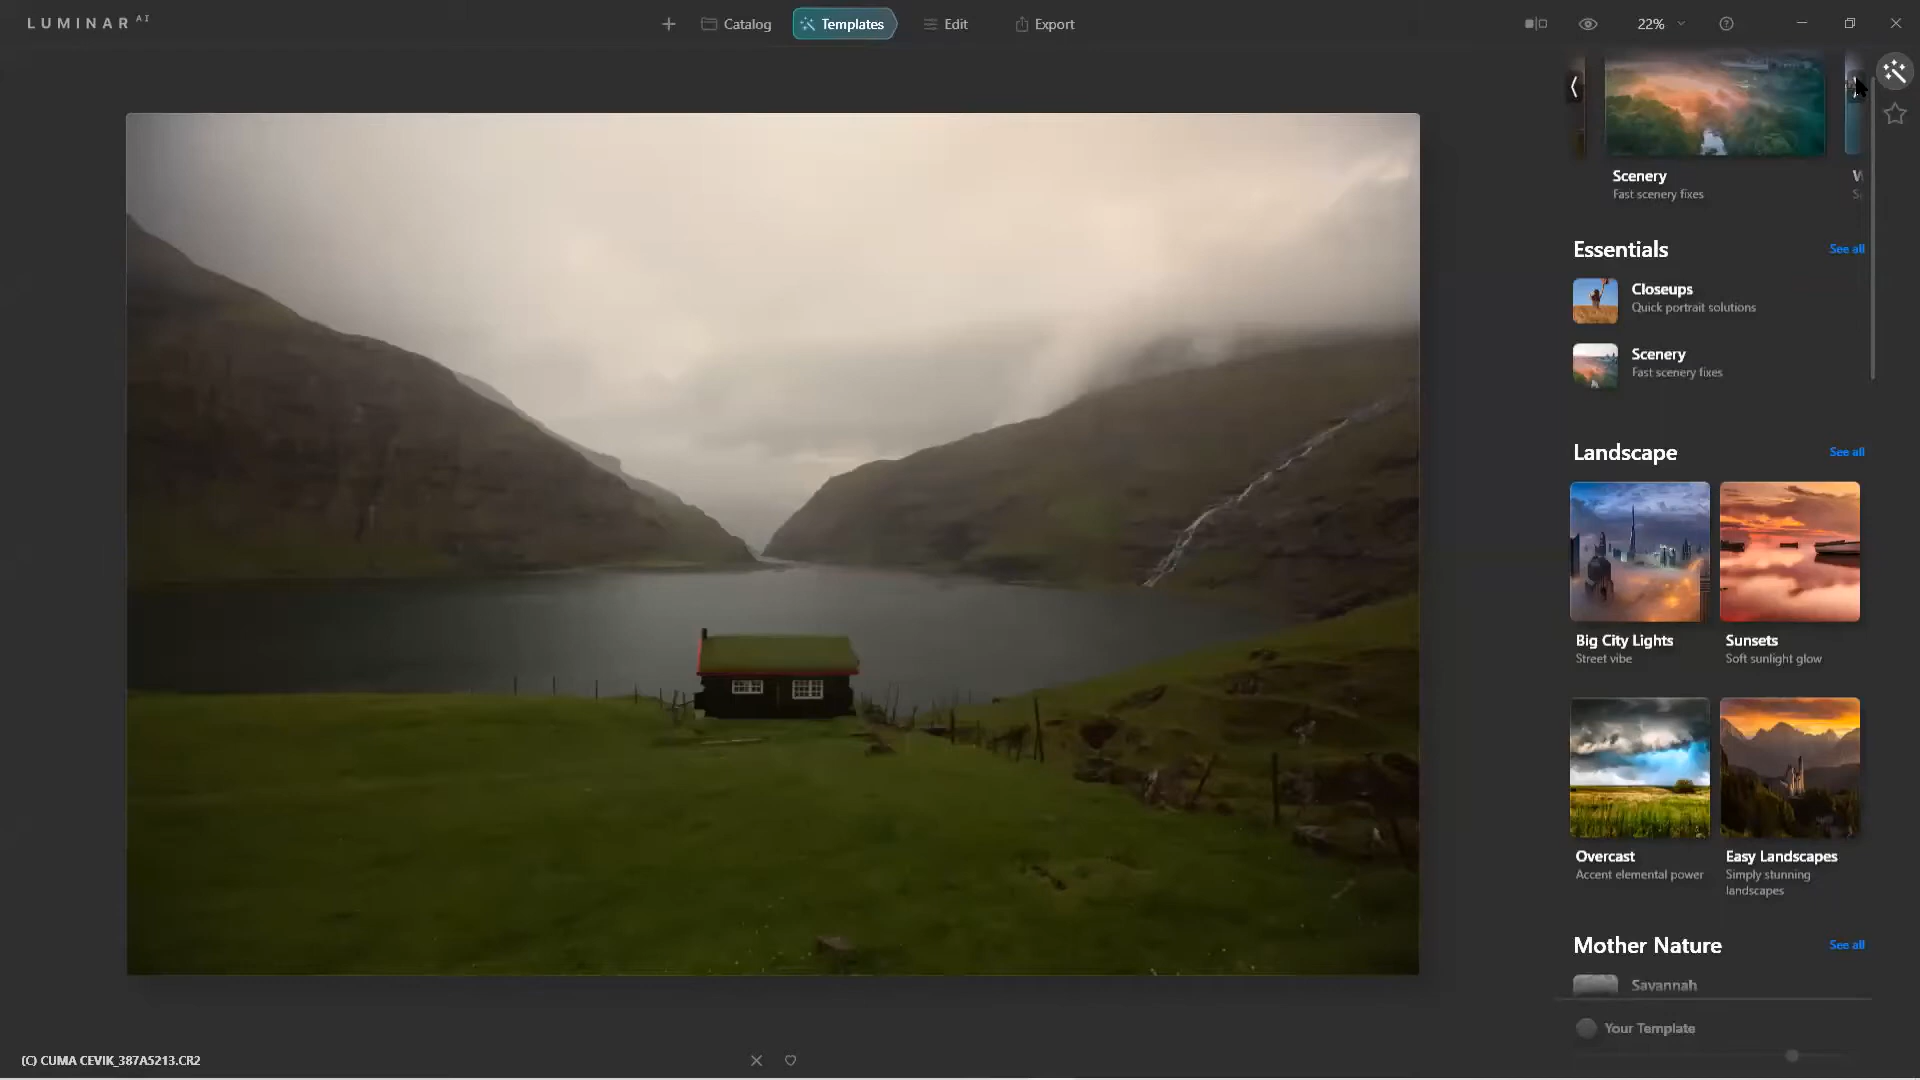 LUMINAR AI
Catalog
Templates
Edit
Export
22%
Scenery
Fast scenery fixes
Essentials
See all
Closeups
Quick portrait solutions
Scenery
Fast scenery fixes
Landscape
See all
Big City Lights
Street vibe
Sunsets
Soft sunlight glow
Overcast
Accent elemental power
Easy Landscapes
Simply stunning
landscapes
Mother Nature
See all
Savannah
Your Template
(C) CUMA CEVIK_387A5213.CR2